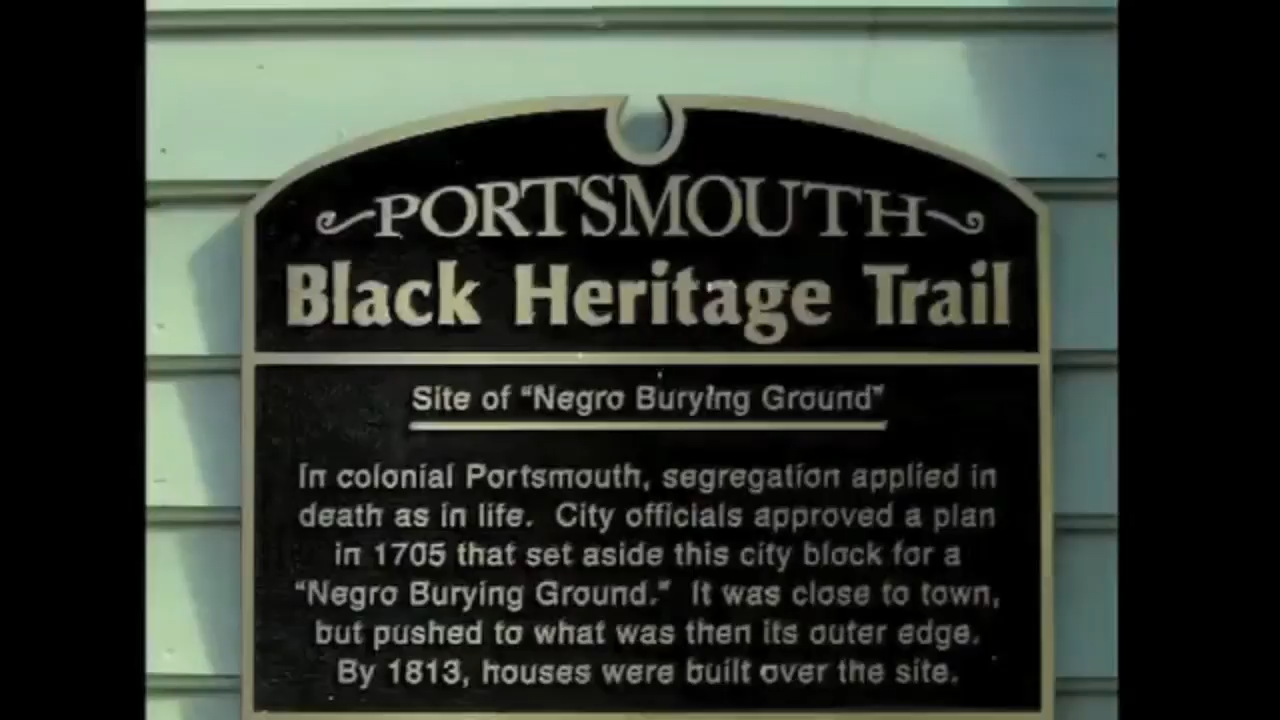 PORTSMOUTH
Black Heritage Trail
Site of "Negro Burying Ground"
In colonial Portsmouth, segregation applied in
death as in life. City officials approved a plan
in 1705 that set aside this city block for a
"Negro Burying Ground." It was close to town,
but pushed to what was then its outer edge.
By 1813, houses were built over the site.